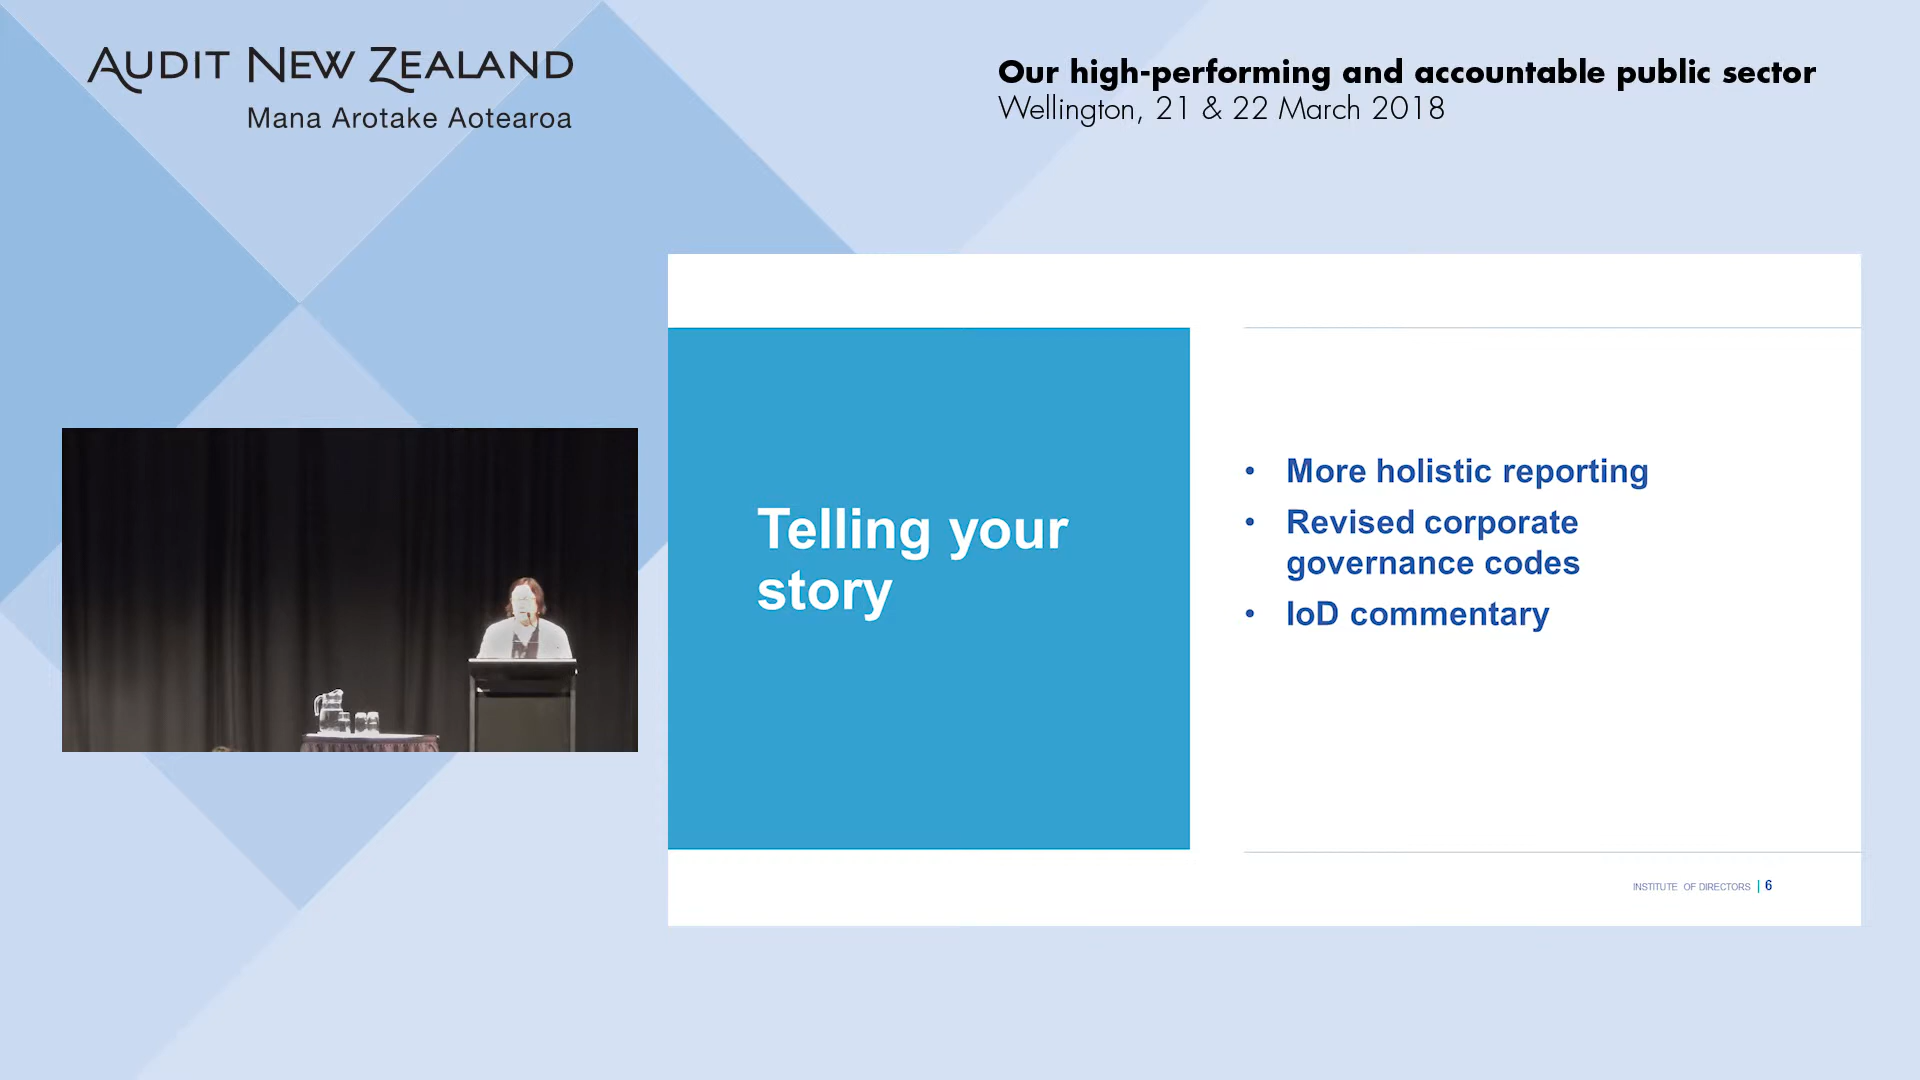 AUDIT NEW ZEALAND
Mana Arotake Aotearoa
Our high-performing and accountable public sector
Wellington, 21 & 22 March 2018
Telling your
story
• More holistic reporting
• Revised corporate
governance codes
• IoD commentary
INSTITUTE OF DIRECTORS | 6